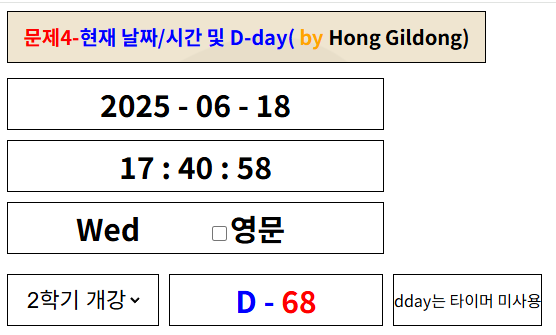 문제4-현재 날짜/시간 및 D-day( by Hong Gildong)
2025 - 06 - 18
17 : 40 : 58
Wed 영문
2학기 개강 D - 68 dday는 타이머 미사용